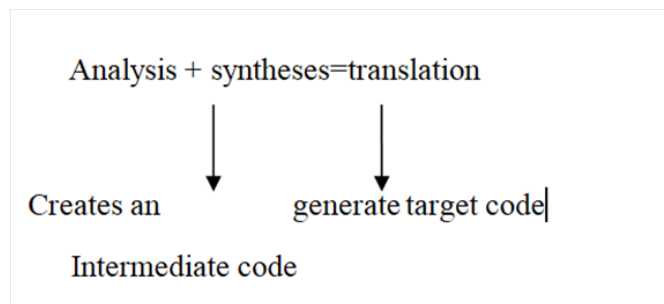 Analysis + syntheses=translation
Creates an generate target code
Intermediate code